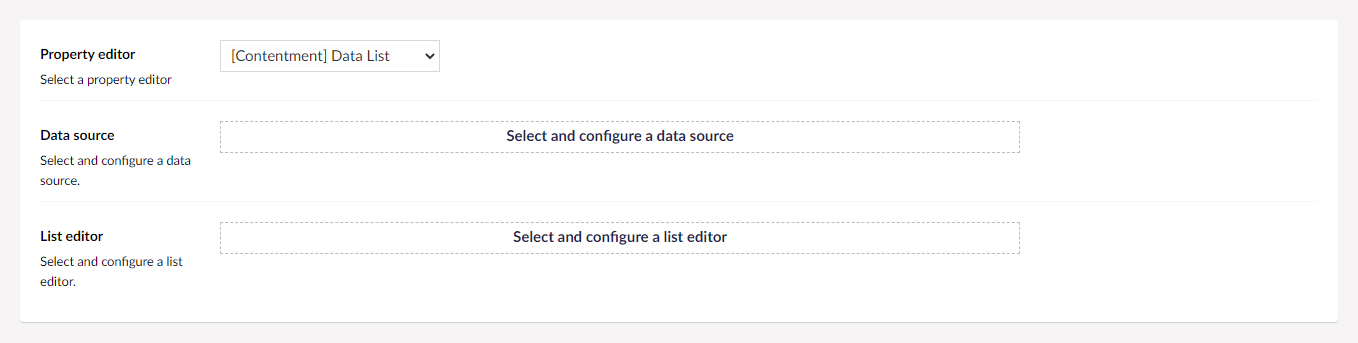 Property editor
[Contentment] Data List
Select a property editor
Data source
Select and configure a data source
Select and configure a data
source.
List editor
Select and configure a list editor
Select and configure a list
editor.